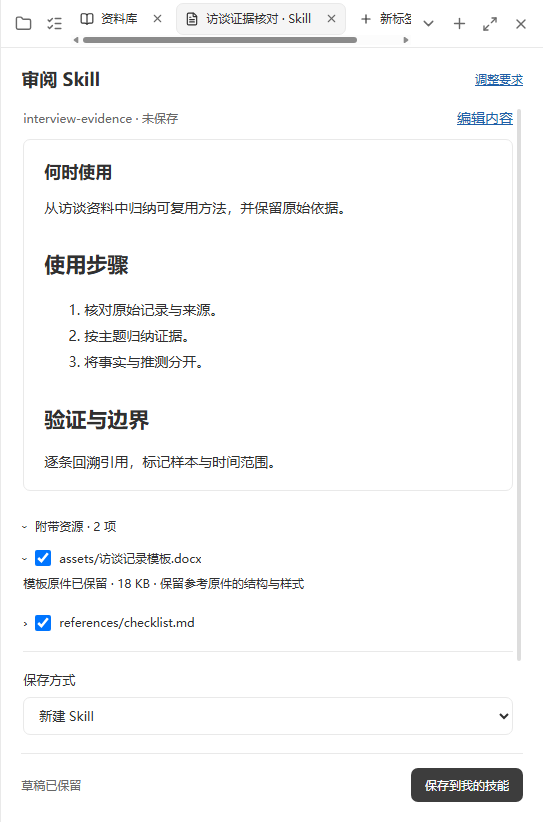 资料库
访谈证据核对 · Skill
新标签
审阅 Skill
调整要求
interview-evidence · 未保存
编辑内容
何时使用
从访谈资料中归纳可复用方法，并保留原始依据。
使用步骤
1. 核对原始记录与来源。
2. 按主题归纳证据。
3. 将事实与推测分开。
验证与边界
逐条回溯引用，标记样本与时间范围。
附带资源 · 2 项
assets/访谈记录模板.docx
模板原件已保留 · 18 KB · 保留参考原件的结构与样式
references/checklist.md
保存方式
新建 Skill
草稿已保留
保存到我的技能